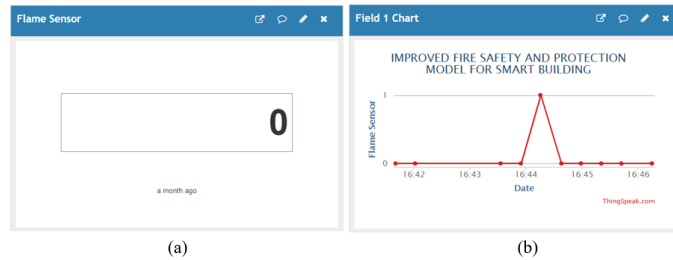 Flame Sensor
0
a month ago
(a)
Field 1 Chart
IMPROVED FIRE SAFETY AND PROTECTION
MODEL FOR SMART BUILDING
Flame Sensor
1
0
16:42 16:43 16:44 16:45 16:46
Date
ThingSpeak.com
(b)